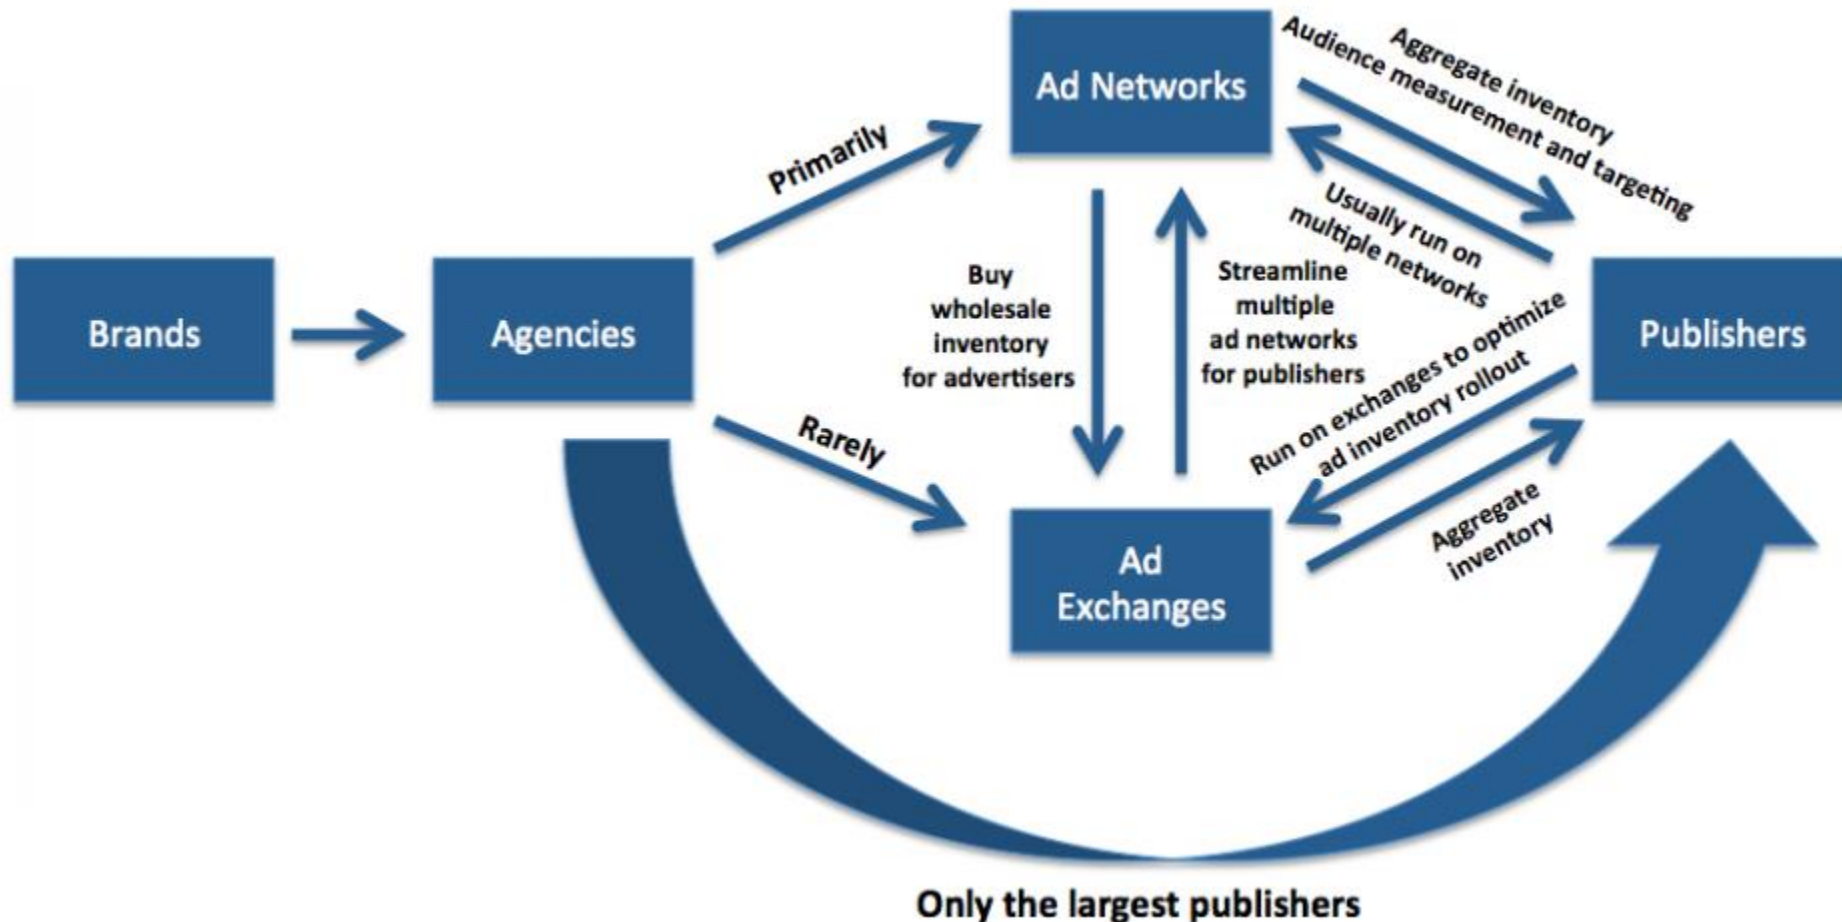 Brands
Agencies
Primarily
Rarely
Ad Networks
Buy
wholesale
inventory
for advertisers
Streamline
multiple
ad networks
for publishers
Ad
Exchanges
Aggregate inventory
Audience measurement and targeting
Usually run on
multiple networks
Run on exchanges to optimize
ad inventory rollout
Aggregate
inventory
Publishers
Only the largest publishers